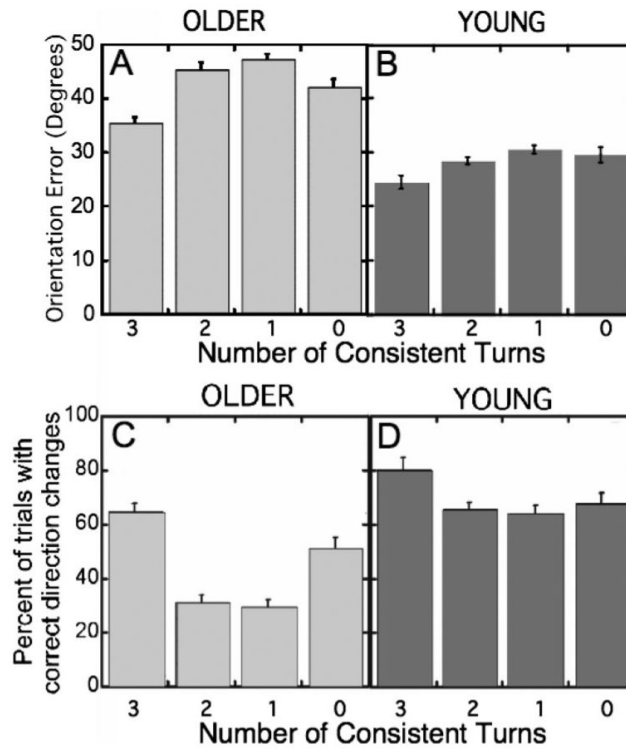 OLDER YOUNG
Orientation Error (Degrees)
50
40
30
20
10
0
A B
3 2 1 0 3 2 1 0
Number of Consistent Turns
OLDER YOUNG
Percent of trials with
correct direction changes
100
80
60
40
20
0
C D
3 2 1 0 3 2 1 0
Number of Consistent Turns